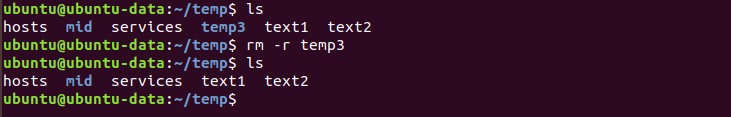 ubuntu@ubuntu-data:~/temp$ ls
hosts  mid  services  temp3  text1  text2
ubuntu@ubuntu-data:~/temp$ rm -r temp3
ubuntu@ubuntu-data:~/temp$ ls
hosts  mid  services  text1  text2
ubuntu@ubuntu-data:~/temp$